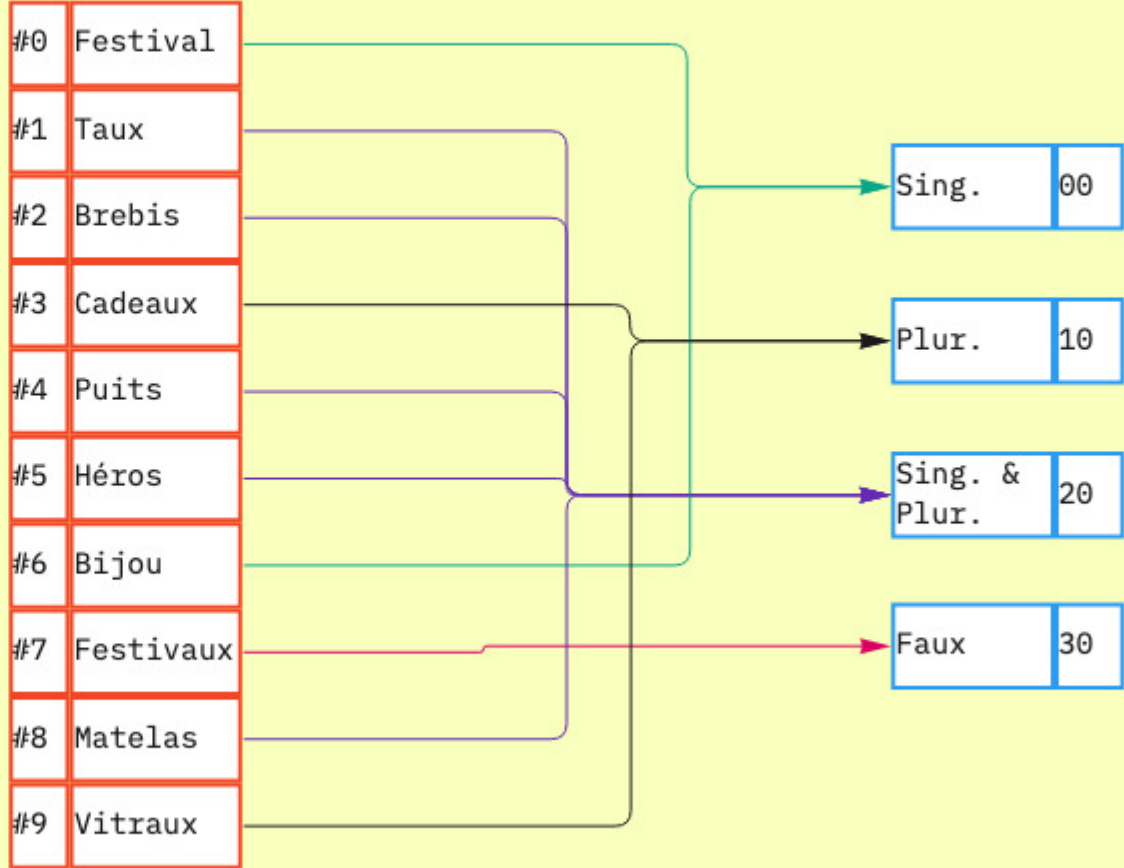 #0 Festival
#1 Taux
#2 Brebis
#3 Cadeaux
#4 Puits
#5 Héros
#6 Bijou
#7 Festivaux
#8 Matelas
#9 Vitraux
Sing. 00
Plur. 10
Sing. &
Plur. 20
Faux 30